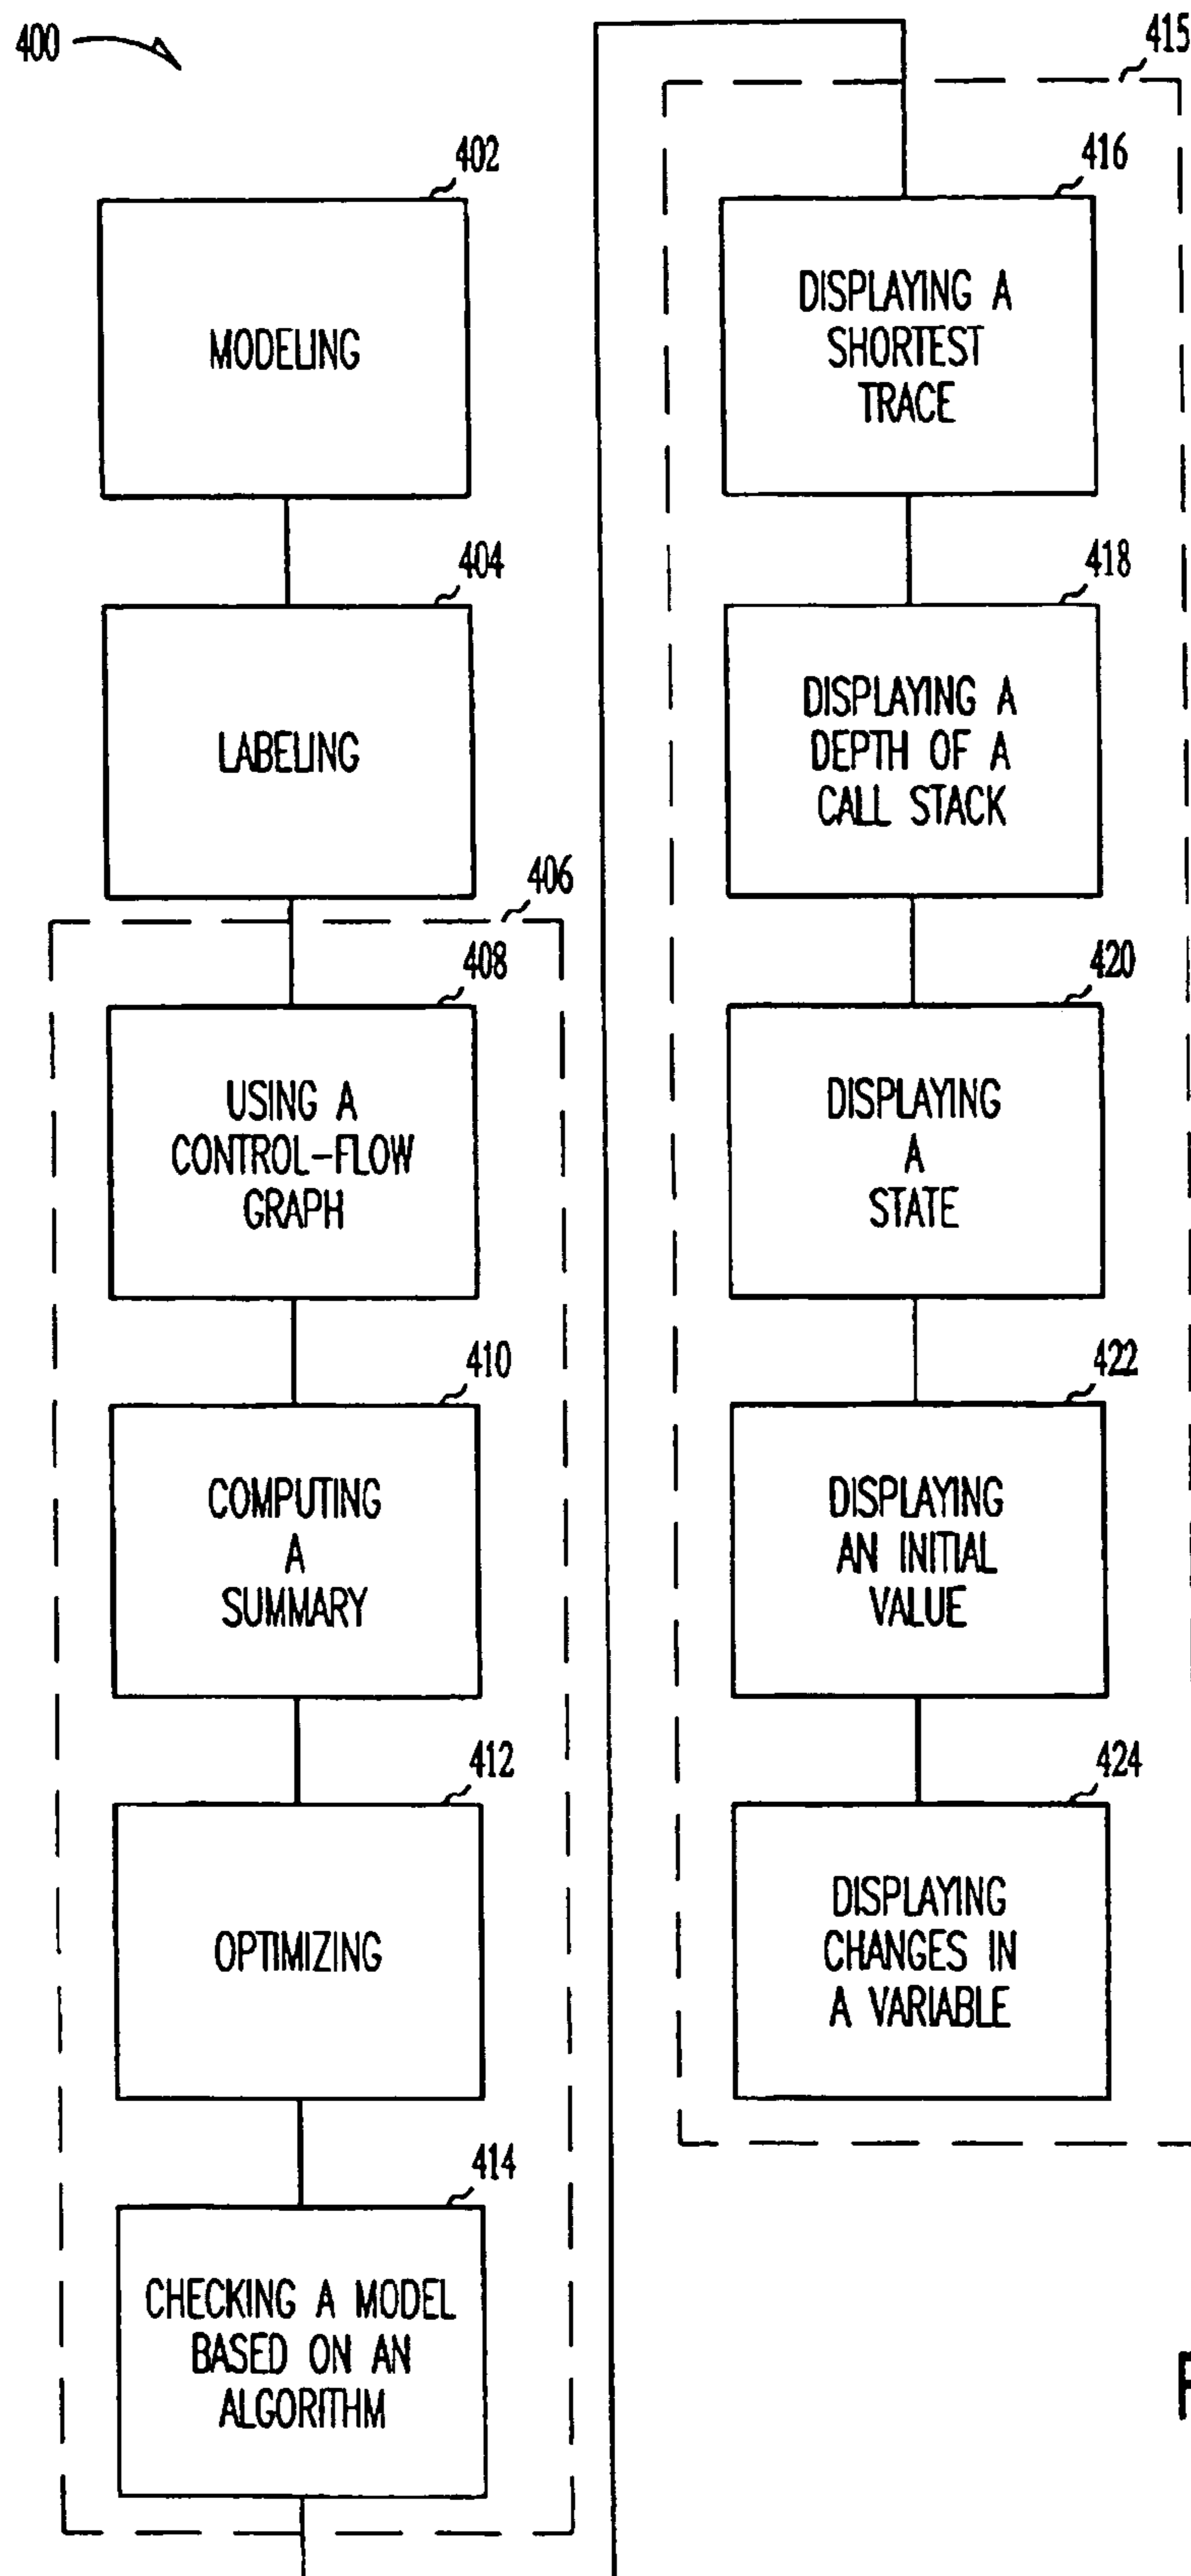 400
402
MODELING
404
LABELING
406
408
USING A
CONTROL-FLOW
GRAPH
410
COMPUTING
A
SUMMARY
412
OPTIMIZING
414
CHECKING A MODEL
BASED ON AN
ALGORITHM
415
416
DISPLAYING A
SHORTEST
TRACE
418
DISPLAYING A
DEPTH OF A
CALL STACK
420
DISPLAYING
A
STATE
422
DISPLAYING
AN INITIAL
VALUE
424
DISPLAYING
CHANGES IN
A VARIABLE